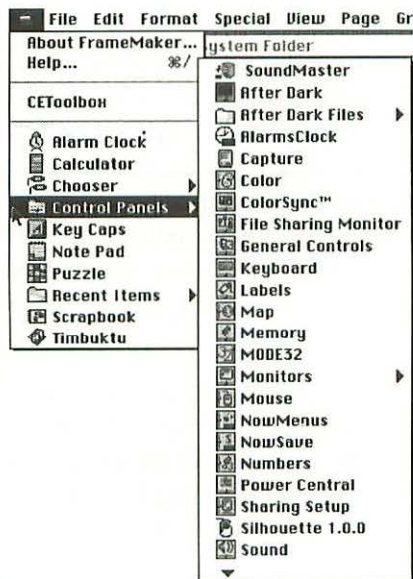 File Edit Format Special View Page Gr
About FrameMaker...
Help... ⌘/
CEToolbox
Alarm Clock
Calculator
Chooser
Control Panels
Key Caps
Note Pad
Puzzle
Recent Items
Scrapbook
Timbuktu
ystem Folder
SoundMaster
After Dark
After Dark Files
AlarmsClock
Capture
Color
ColorSync™
File Sharing Monitor
General Controls
Keyboard
Labels
Map
Memory
MODE32
Monitors
Mouse
NowMenus
NowSave
Numbers
Power Central
Sharing Setup
Silhouette 1.0.0
Sound